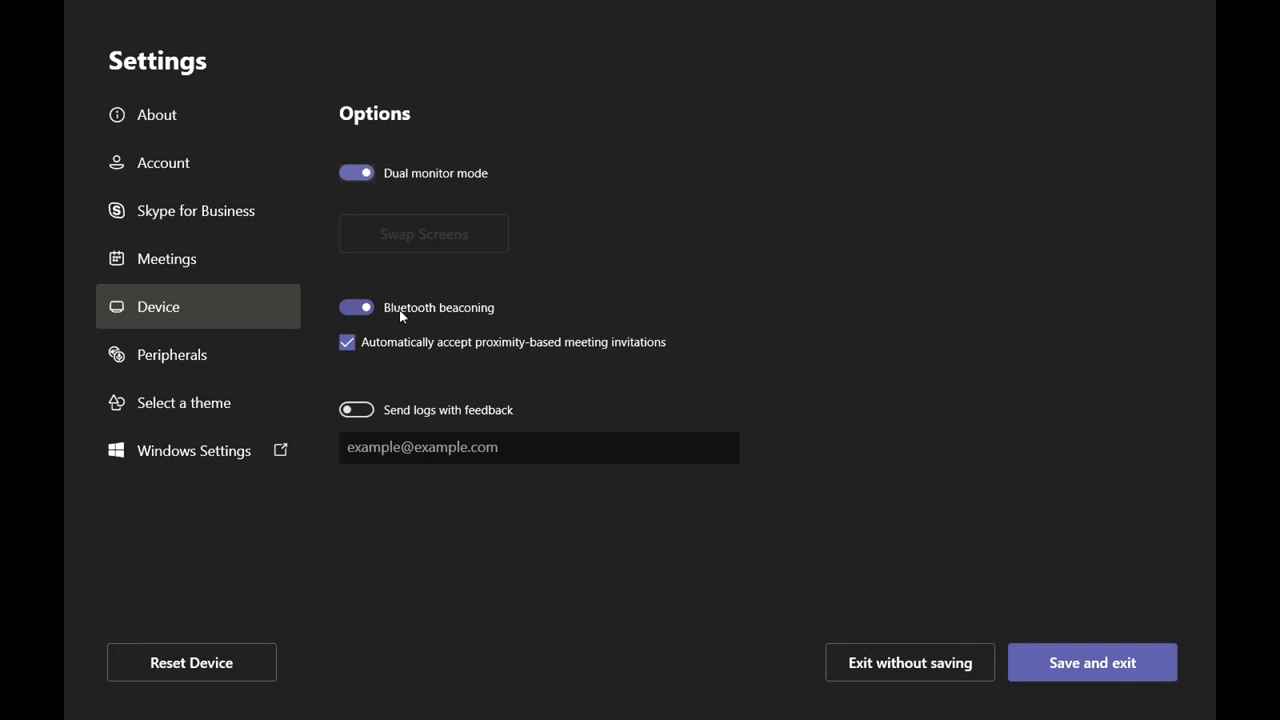 Settings
About
Account
Skype for Business
Meetings
Device
Peripherals
Select a theme
Windows Settings
Options
Dual monitor mode
Swap Screens
Bluetooth beaconing
Automatically accept proximity-based meeting invitations
Send logs with feedback
example@example.com
Reset Device
Exit without saving
Save and exit